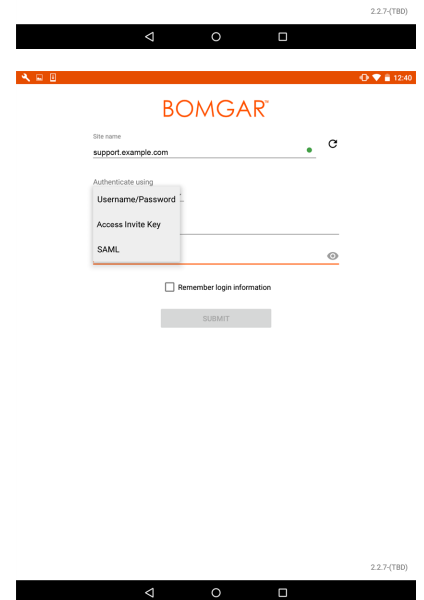 2.2.7-(TBD)
12:40
BOMGAR
Site name
support.example.com
Authenticate using
Username/Password
Access Invite Key
SAML
Remember login information
SUBMIT
2.2.7-(TBD)